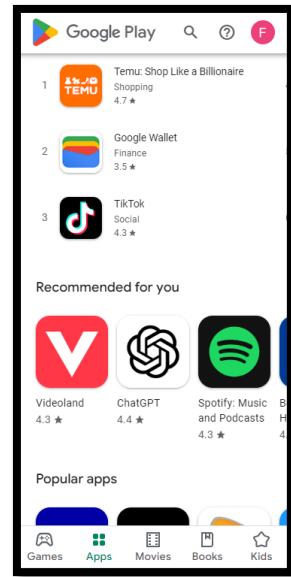 Google Play
F
1
TEMU
Temu: Shop Like a Billionaire
Shopping
4.7 ★
2
Google Wallet
Finance
3.5 ★
3
TikTok
Social
4.3 ★
Recommended for you
Videoland
4.3 ★
ChatGPT
4.4 ★
Spotify: Music
and Podcasts
4.3 ★
Popular apps
Games
Apps
Movies
Books
Kids